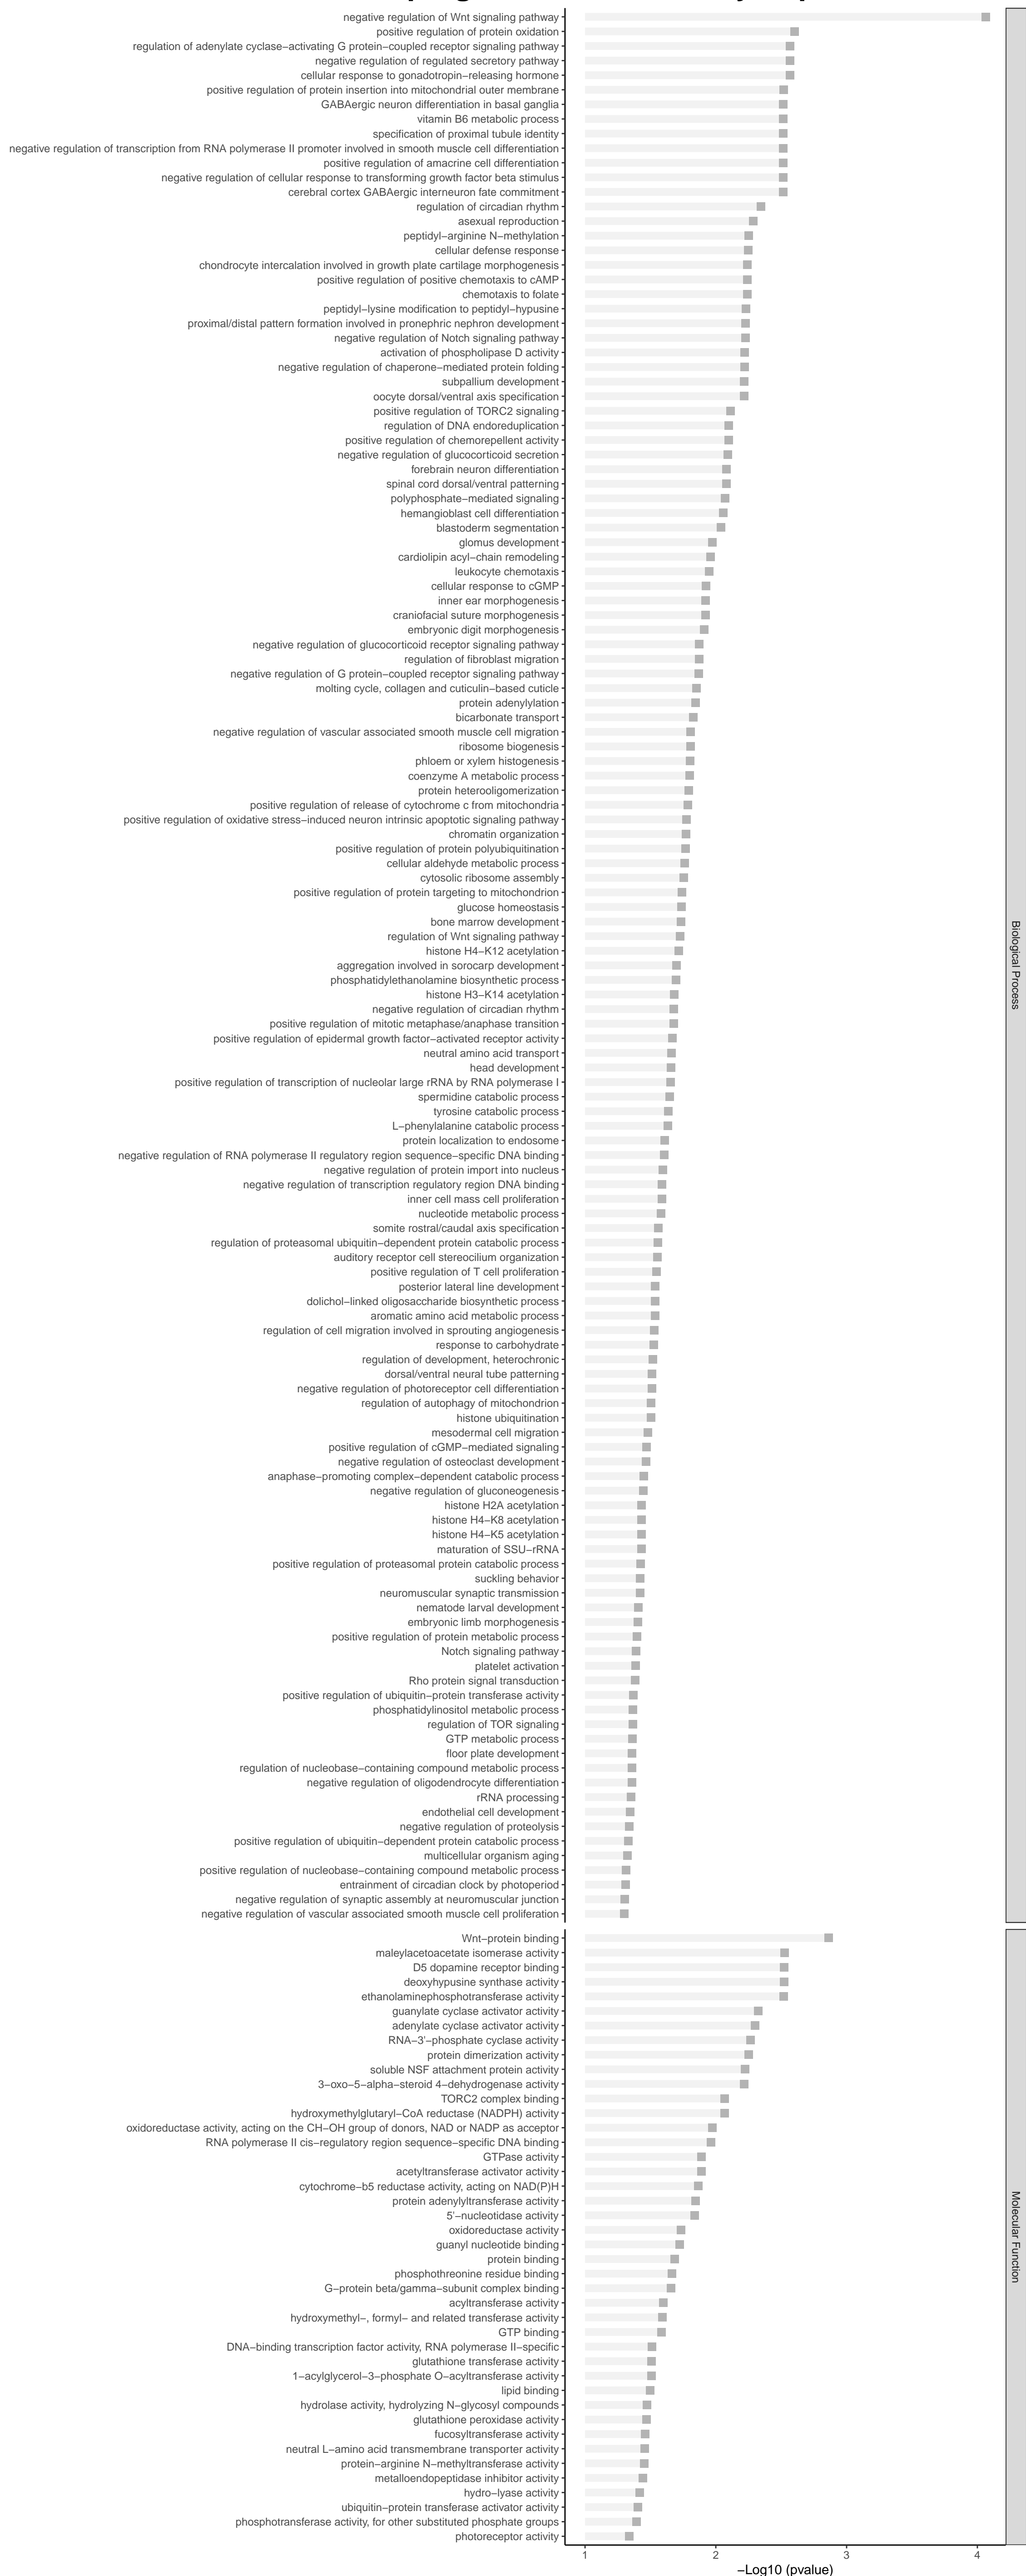 negative regulation of Wnt signaling pathway
positive regulation of protein oxidation
regulation of adenylate cyclase−activating G protein−coupled receptor signaling pathway
negative regulation of regulated secretory pathway
cellular response to gonadotropin−releasing hormone
positive regulation of protein insertion into mitochondrial outer membrane
GABAergic neuron differentiation in basal ganglia
vitamin B6 metabolic process
specification of proximal tubule identity
negative regulation of transcription from RNA polymerase II promoter involved in smooth muscle cell differentiation
positive regulation of amacrine cell differentiation
negative regulation of cellular response to transforming growth factor beta stimulus
cerebral cortex GABAergic interneuron fate commitment
regulation of circadian rhythm
asexual reproduction
peptidyl−arginine N−methylation
cellular defense response
chondrocyte intercalation involved in growth plate cartilage morphogenesis
positive regulation of positive chemotaxis to cAMP
chemotaxis to folate
peptidyl−lysine modification to peptidyl−hypusine
proximal/distal pattern formation involved in pronephric nephron development
negative regulation of Notch signaling pathway
activation of phospholipase D activity
negative regulation of chaperone−mediated protein folding
subpallium development
oocyte dorsal/ventral axis specification
positive regulation of TORC2 signaling
regulation of DNA endoreduplication
positive regulation of chemorepellent activity
negative regulation of glucocorticoid secretion
forebrain neuron differentiation
spinal cord dorsal/ventral patterning
polyphosphate−mediated signaling
hemangioblast cell differentiation
blastoderm segmentation
glomus development
cardiolipin acyl−chain remodeling
leukocyte chemotaxis
cellular response to cGMP
inner ear morphogenesis
craniofacial suture morphogenesis
embryonic digit morphogenesis
negative regulation of glucocorticoid receptor signaling pathway
regulation of fibroblast migration
negative regulation of G protein−coupled receptor signaling pathway
molting cycle, collagen and cuticulin−based cuticle
protein adenylylation
bicarbonate transport
negative regulation of vascular associated smooth muscle cell migration
ribosome biogenesis
phloem or xylem histogenesis
coenzyme A metabolic process
protein heterooligomerization
positive regulation of release of cytochrome c from mitochondria
positive regulation of oxidative stress−induced neuron intrinsic apoptotic signaling pathway
chromatin organization
positive regulation of protein polyubiquitination
cellular aldehyde metabolic process
cytosolic ribosome assembly
positive regulation of protein targeting to mitochondrion
glucose homeostasis
bone marrow development
regulation of Wnt signaling pathway
histone H4−K12 acetylation
aggregation involved in sorocarp development
phosphatidylethanolamine biosynthetic process
histone H3−K14 acetylation
negative regulation of circadian rhythm
positive regulation of mitotic metaphase/anaphase transition
positive regulation of epidermal growth factor−activated receptor activity
neutral amino acid transport
head development
positive regulation of transcription of nucleolar large rRNA by RNA polymerase I
spermidine catabolic process
tyrosine catabolic process
L−phenylalanine catabolic process
protein localization to endosome
negative regulation of RNA polymerase II regulatory region sequence−specific DNA binding
negative regulation of protein import into nucleus
negative regulation of transcription regulatory region DNA binding
inner cell mass cell proliferation
nucleotide metabolic process
somite rostral/caudal axis specification
regulation of proteasomal ubiquitin−dependent protein catabolic process
auditory receptor cell stereocilium organization
positive regulation of T cell proliferation
posterior lateral line development
dolichol−linked oligosaccharide biosynthetic process
aromatic amino acid metabolic process
regulation of cell migration involved in sprouting angiogenesis
response to carbohydrate
regulation of development, heterochronic
dorsal/ventral neural tube patterning
negative regulation of photoreceptor cell differentiation
regulation of autophagy of mitochondrion
histone ubiquitination
mesodermal cell migration
positive regulation of cGMP−mediated signaling
negative regulation of osteoclast development
anaphase−promoting complex−dependent catabolic process
negative regulation of gluconeogenesis
histone H2A acetylation
histone H4−K8 acetylation
histone H4−K5 acetylation
maturation of SSU−rRNA
positive regulation of proteasomal protein catabolic process
suckling behavior
neuromuscular synaptic transmission
nematode larval development
embryonic limb morphogenesis
positive regulation of protein metabolic process
Notch signaling pathway
platelet activation
Rho protein signal transduction
positive regulation of ubiquitin−protein transferase activity
phosphatidylinositol metabolic process
regulation of TOR signaling
GTP metabolic process
floor plate development
regulation of nucleobase−containing compound metabolic process
negative regulation of oligodendrocyte differentiation
rRNA processing
endothelial cell development
negative regulation of proteolysis
positive regulation of ubiquitin−dependent protein catabolic process
multicellular organism aging
positive regulation of nucleobase−containing compound metabolic process
entrainment of circadian clock by photoperiod
negative regulation of synaptic assembly at neuromuscular junction
negative regulation of vascular associated smooth muscle cell proliferation
Biological Process
Wnt−protein binding
maleylacetoacetate isomerase activity
D5 dopamine receptor binding
deoxyhypusine synthase activity
ethanolaminephosphotransferase activity
guanylate cyclase activator activity
adenylate cyclase activator activity
RNA−3'−phosphate cyclase activity
protein dimerization activity
soluble NSF attachment protein activity
3−oxo−5−alpha−steroid 4−dehydrogenase activity
TORC2 complex binding
hydroxymethylglutaryl−CoA reductase (NADPH) activity
oxidoreductase activity, acting on the CH−OH group of donors, NAD or NADP as acceptor
RNA polymerase II cis−regulatory region sequence−specific DNA binding
GTPase activity
acetyltransferase activator activity
cytochrome−b5 reductase activity, acting on NAD(P)H
protein adenylyltransferase activity
5'−nucleotidase activity
oxidoreductase activity
guanyl nucleotide binding
protein binding
phosphothreonine residue binding
G−protein beta/gamma−subunit complex binding
acyltransferase activity
hydroxymethyl−, formyl− and related transferase activity
GTP binding
DNA−binding transcription factor activity, RNA polymerase II−specific
glutathione transferase activity
1−acylglycerol−3−phosphate O−acyltransferase activity
lipid binding
hydrolase activity, hydrolyzing N−glycosyl compounds
glutathione peroxidase activity
fucosyltransferase activity
neutral L−amino acid transmembrane transporter activity
protein−arginine N−methyltransferase activity
metalloendopeptidase inhibitor activity
hydro−lyase activity
ubiquitin−protein transferase activator activity
phosphotransferase activity, for other substituted phosphate groups
photoreceptor activity
Molecular Function
1 2 3 4
−Log10 (pvalue)